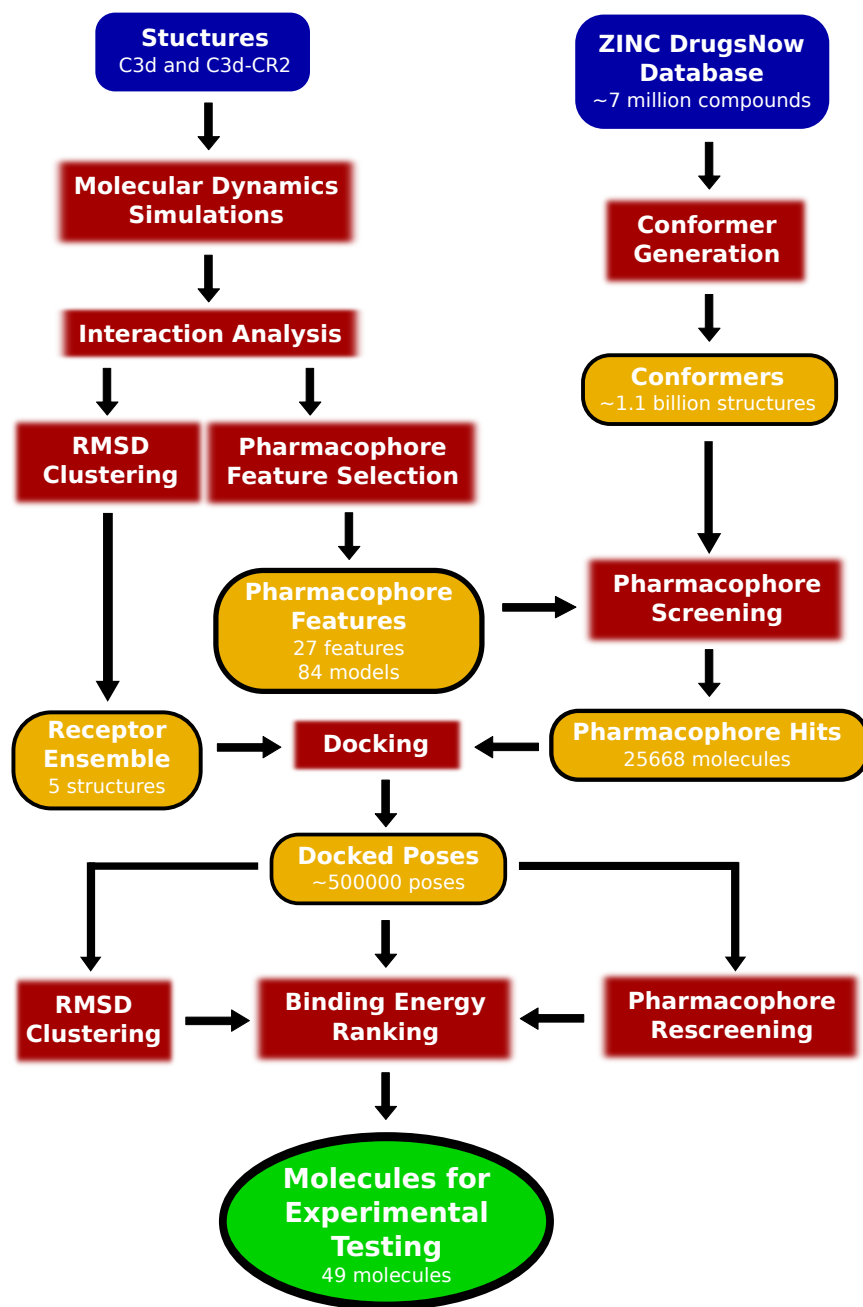 Stuctures
C3d and C3d-CR2
ZINC DrugsNow
Database
~7 million compounds
Molecular Dynamics
Simulations
Conformer
Generation
Interaction Analysis
Conformers
~1.1 billion structures
RMSD
Clustering
Pharmacophore
Feature Selection
Pharmacophore
Features
27 features
84 models
Pharmacophore
Screening
Receptor
Ensemble
5 structures
Docking
Pharmacophore Hits
25668 molecules
Docked Poses
~500000 poses
RMSD
Clustering
Binding Energy
Ranking
Pharmacophore
Rescreening
Molecules for
Experimental
Testing
49 molecules